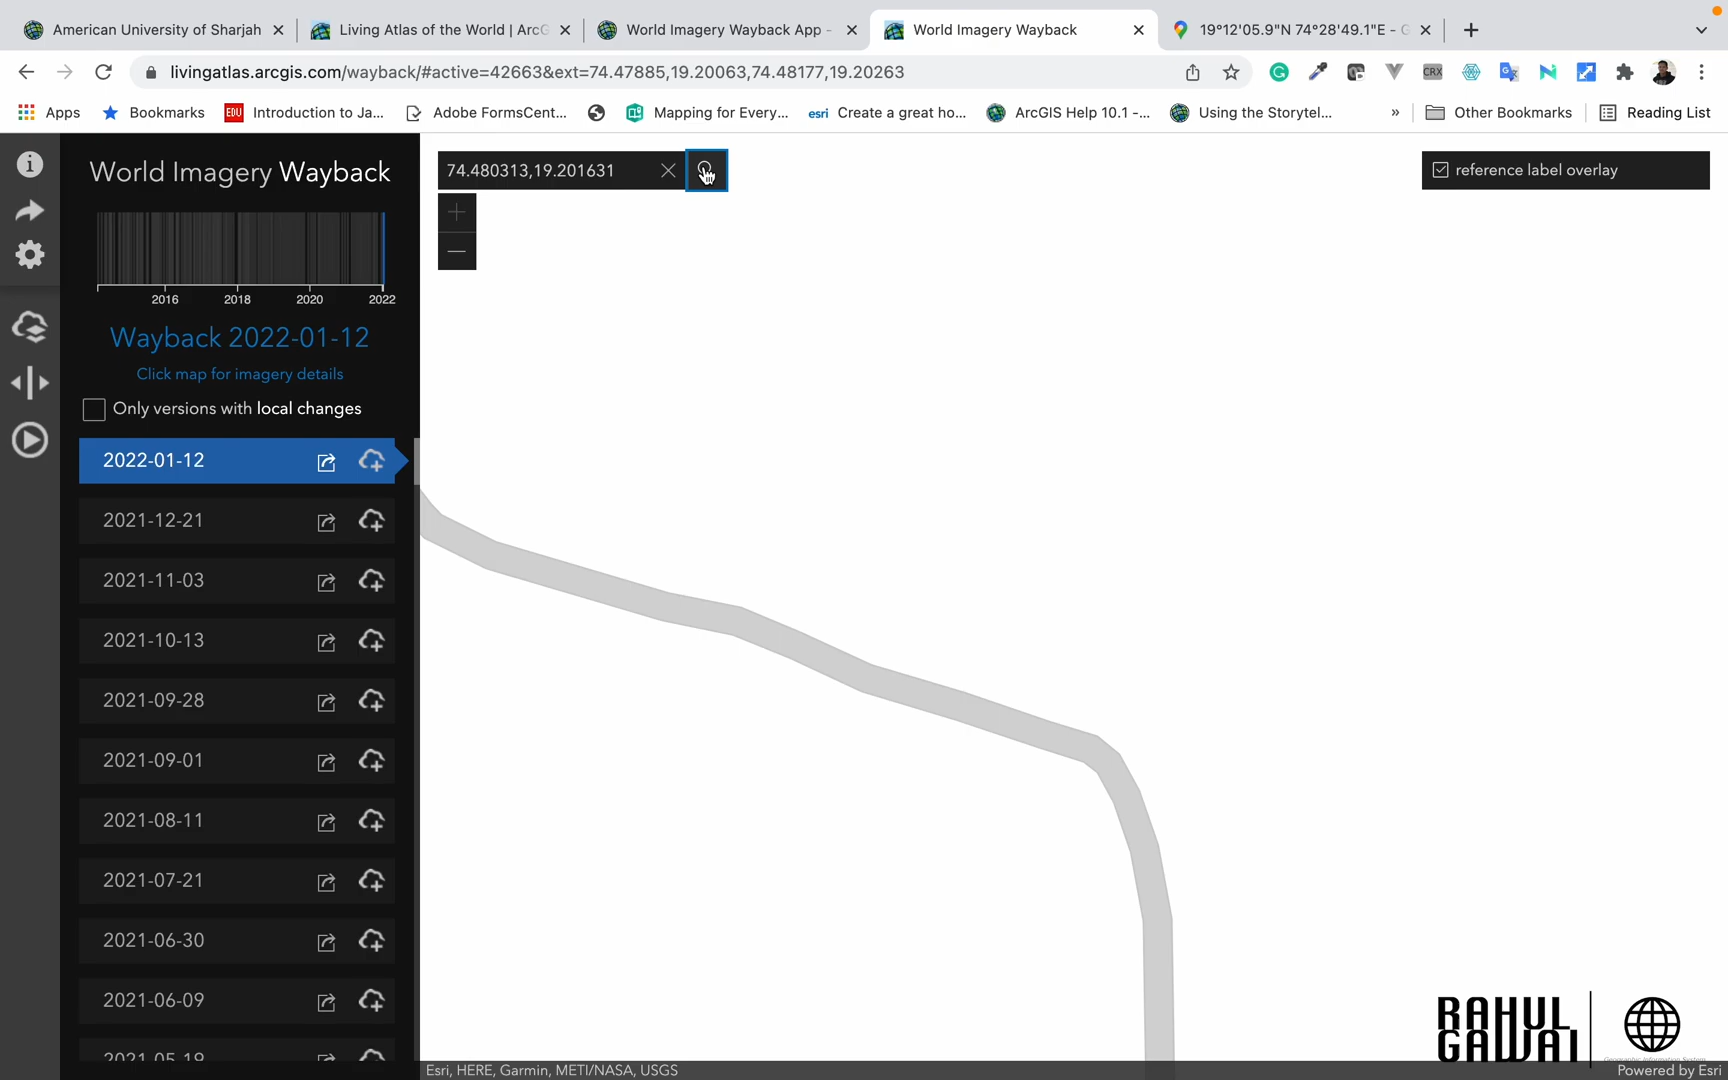 American University of Sharjah
Living Atlas of the World | ArcG
World Imagery Wayback App -
World Imagery Wayback
19°12'05.9"N 74°28'49.1"E - G
livingatlas.arcgis.com/wayback/#active=42663&ext=74.47885,19.20063,74.48177,19.20263
CRX
Apps
Bookmarks
EDU
Introduction to Ja...
Adobe FormsCent...
Mapping for Every...
esri
Create a great ho...
ArcGIS Help 10.1 -...
Using the Storytel...
»
Other Bookmarks
Reading List
World Imagery Wayback
74.480313,19.201631
reference label overlay
2016
2018
2020
2022
Wayback 2022-01-12
Click map for imagery details
Only versions with local changes
2022-01-12
2021-12-21
2021-11-03
2021-10-13
2021-09-28
2021-09-01
2021-08-11
2021-07-21
2021-06-30
2021-06-09
2021-05-19
RAHUL
GAWAI
Esri, HERE, Garmin, METI/NASA, USGS
Powered by Esri